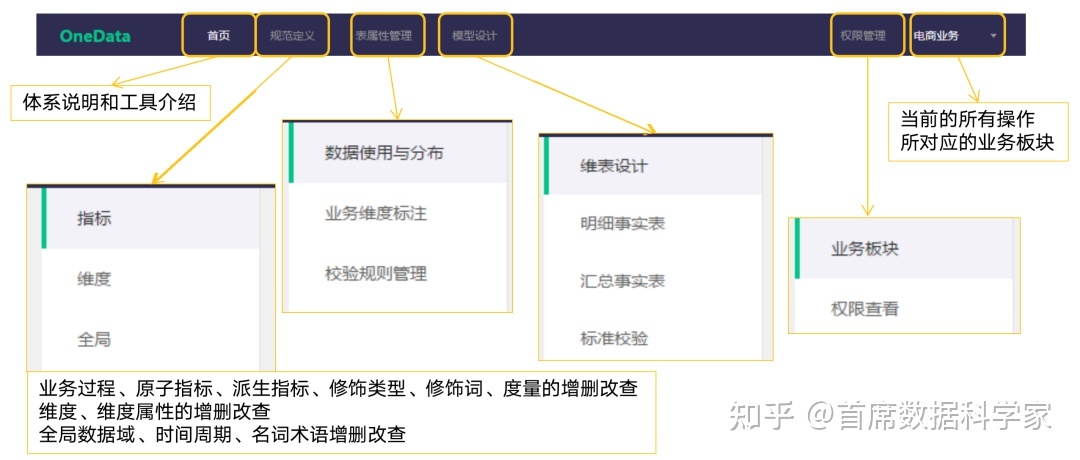 OneData 首页 规范定义 表属性管理 模型设计 权限管理 电商业务
体系说明和工具介绍
当前的所有操作
所对应的业务板块
指标
维度
全局
数据使用与分布
业务维度标注
校验规则管理
维表设计
明细事实表
汇总事实表
标准校验
业务板块
权限查看
业务过程、原子指标、派生指标、修饰类型、修饰词、度量的增删改查
维度、维度属性的增删改查
全局数据域、时间周期、名词术语增删改查
知乎 @首席数据科学家